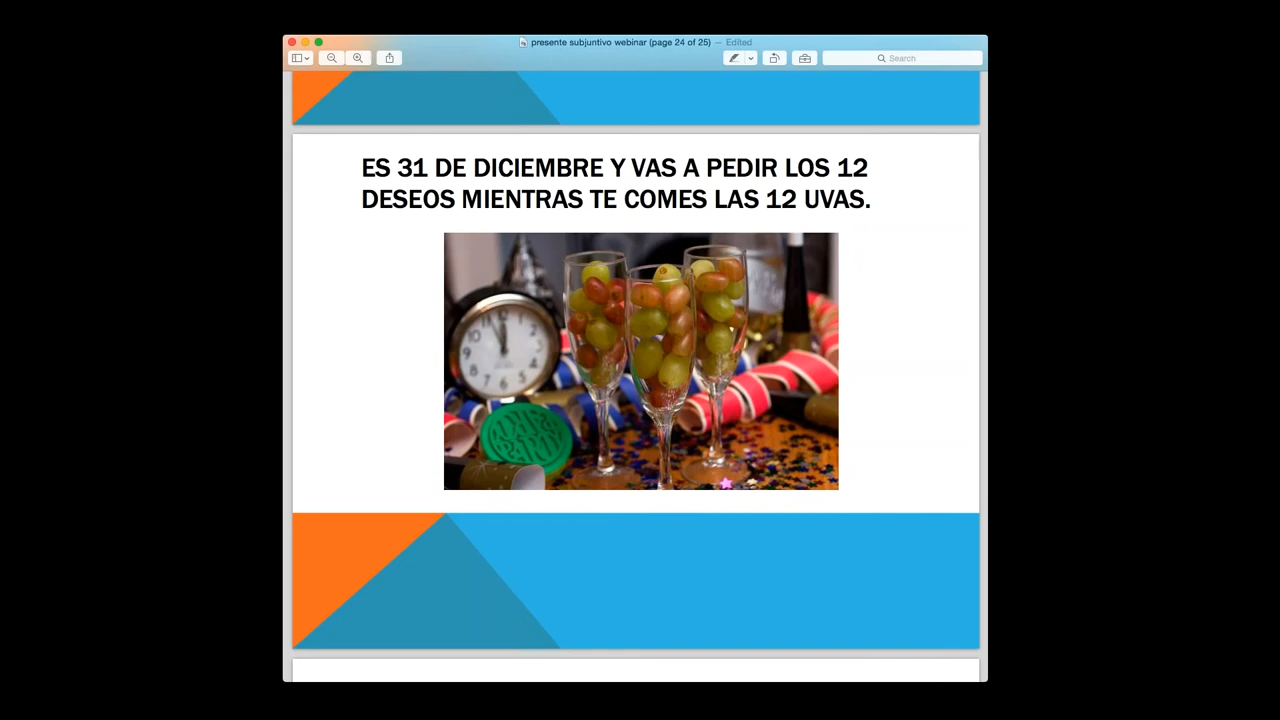 presente subjuntivo webinar (page 24 of 25) — Edited
Search
ES 31 DE DICIEMBRE Y VAS A PEDIR LOS 12
DESEOS MIENTRAS TE COMES LAS 12 UVAS.